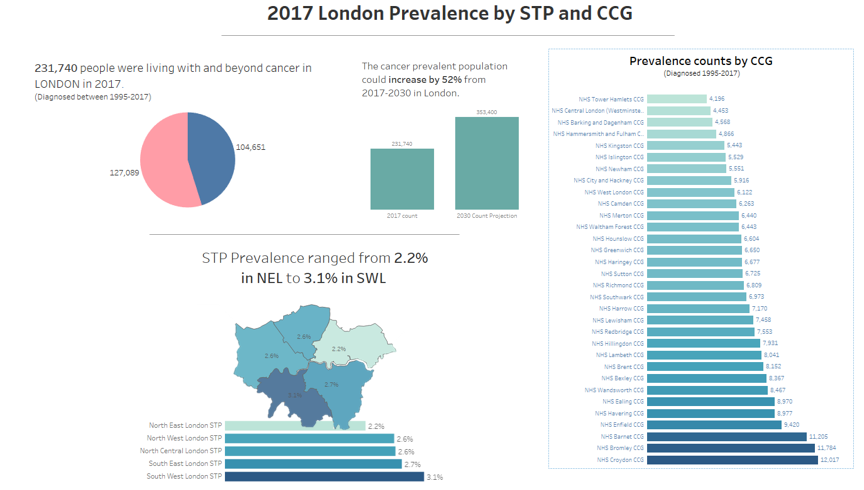 2017 London Prevalence by STP and CCG
231,740 people were living with and beyond cancer in
LONDON in 2017.
(Diagnosed between 1995-2017)
127,089
104,651
The cancer prevalent population
could increase by 52% from
2017-2030 in London.
231,740
353,400
2017 count
2030 Count Projection
STP Prevalence ranged from 2.2%
in NEL to 3.1% in SWL
2.6%
2.2%
2.6%
2.7%
North East London STP 2.2%
North West London STP 2.6%
North Central London STP 2.6%
South East London STP 2.7%
South West London STP 3.1%
Prevalence counts by CCG
(Diagnosed 1995-2017)
NHS Tower Hamlets CCG 4,196
NHS Central London (Westminste.. 4,453
NHS Barking and Dagenham CCG 4,568
NHS Hammersmith and Fulham C.. 4,866
NHS Kingston CCG 5,443
NHS Islington CCG 5,529
NHS Newham CCG 5,551
NHS City and Hackney CCG 5,916
NHS West London CCG 6,122
NHS Camden CCG 6,263
NHS Merton CCG 6,440
NHS Waltham Forest CCG 6,443
NHS Hounslow CCG 6,604
NHS Greenwich CCG 6,650
NHS Haringey CCG 6,677
NHS Sutton CCG 6,725
NHS Richmond CCG 6,809
NHS Southwark CCG 6,973
NHS Harrow CCG 7,170
NHS Lewisham CCG 7,458
NHS Redbridge CCG 7,553
NHS Hillingdon CCG 7,931
NHS Lambeth CCG 8,041
NHS Brent CCG 8,152
NHS Bexley CCG 8,367
NHS Wandsworth CCG 8,467
NHS Ealing CCG 8,970
NHS Havering CCG 8,977
NHS Enfield CCG 9,420
NHS Barnet CCG 11,205
NHS Bromley CCG 11,784
NHS Croydon CCG 12,017